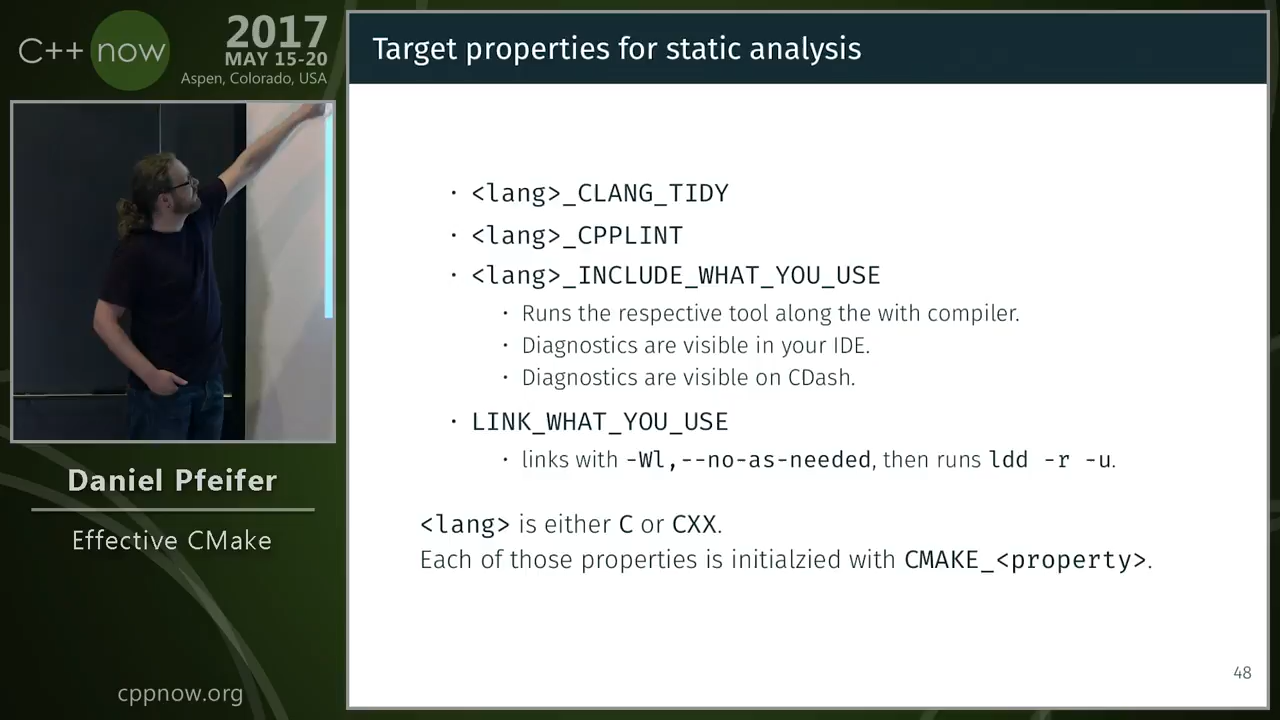 C++ now
2017
MAY 15-20
Aspen, Colorado, USA
Target properties for static analysis
· <lang>_CLANG_TIDY
· <lang>_CPPLINT
· <lang>_INCLUDE_WHAT_YOU_USE
· Runs the respective tool along the with compiler.
· Diagnostics are visible in your IDE.
· Diagnostics are visible on CDash.
· LINK_WHAT_YOU_USE
· links with -Wl,--no-as-needed, then runs ldd -r -u.
<lang> is either C or CXX.
Each of those properties is initialzied with CMAKE_<property>.
48
Daniel Pfeifer
Effective CMake
cppnow.org